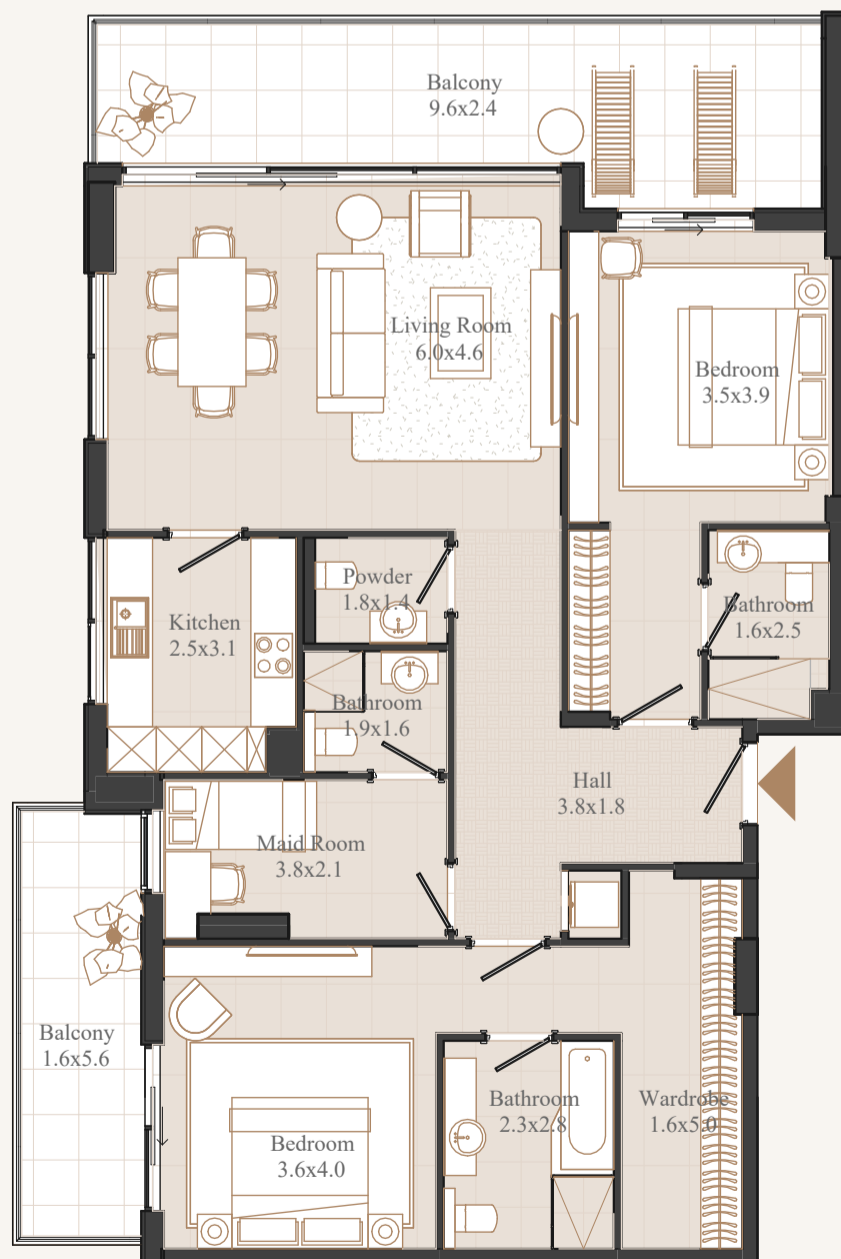 Balcony
9.6x2.4
Living Room
6.0x4.6
Bedroom
3.5x3.9
Powder
1.8x1.4
Kitchen
2.5x3.1
Bathroom
1.6x2.5
Bathroom
1.9x1.6
Hall
3.8x1.8
Maid Room
3.8x2.1
Balcony
1.6x5.6
Bathroom
2.3x2.8
Wardrobe
1.6x5.0
Bedroom
3.6x4.0